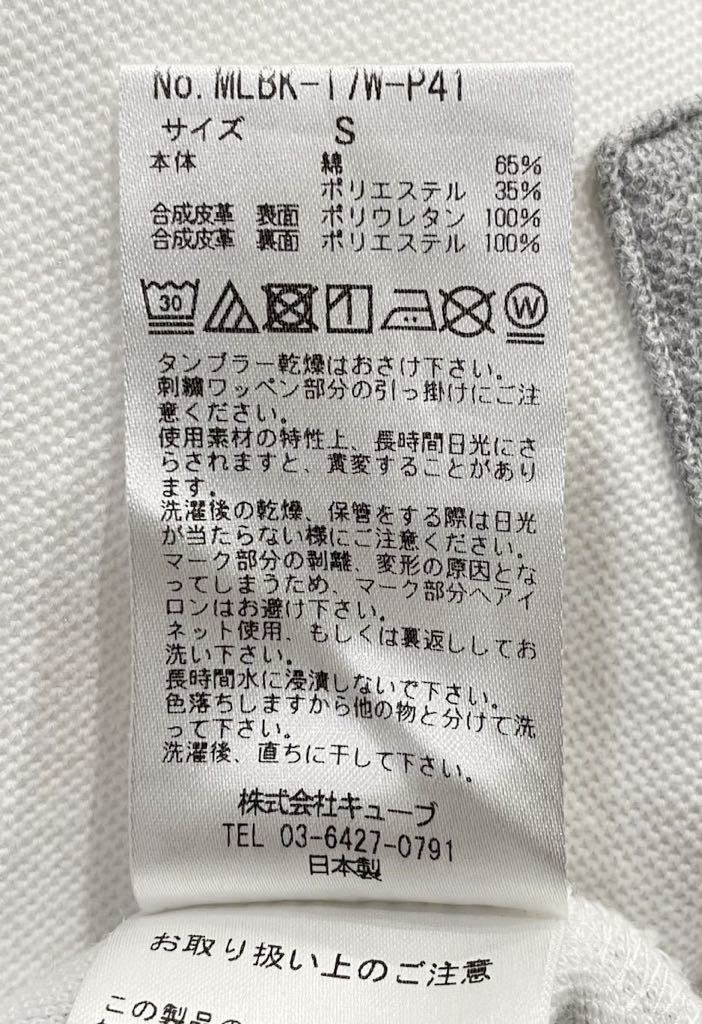 No. MLBK-17W-P41
サイズ S
本体 綿 65%
ポリエステル 35%
合成皮革 表面 ポリウレタン 100%
合成皮革 裏面 ポリエステル 100%
30 W
タンブラー乾燥はおさけ下さい。
刺繍ワッペン部分の引っ掛けにご注
意ください。
使用素材の特性上、長時間日光にさ
らされますと、黄変することがあり
ます。
洗濯後の乾燥、保管をする際は日光
が当たらない様にご注意ください。
マーク部分の剥離、変形の原因とな
ってしまうため、マーク部分へアイ
ロンはお避け下さい。
ネット使用、もしくは裏返ししてお
洗い下さい。
長時間水に浸漬しないで下さい。
色落ちしますから他の物と分けて洗
って下さい。
洗濯後、直ちに干して下さい。
株式会社キューブ
TEL 03-6427-0791
日本製
お取り扱い上のご注意
この製品の